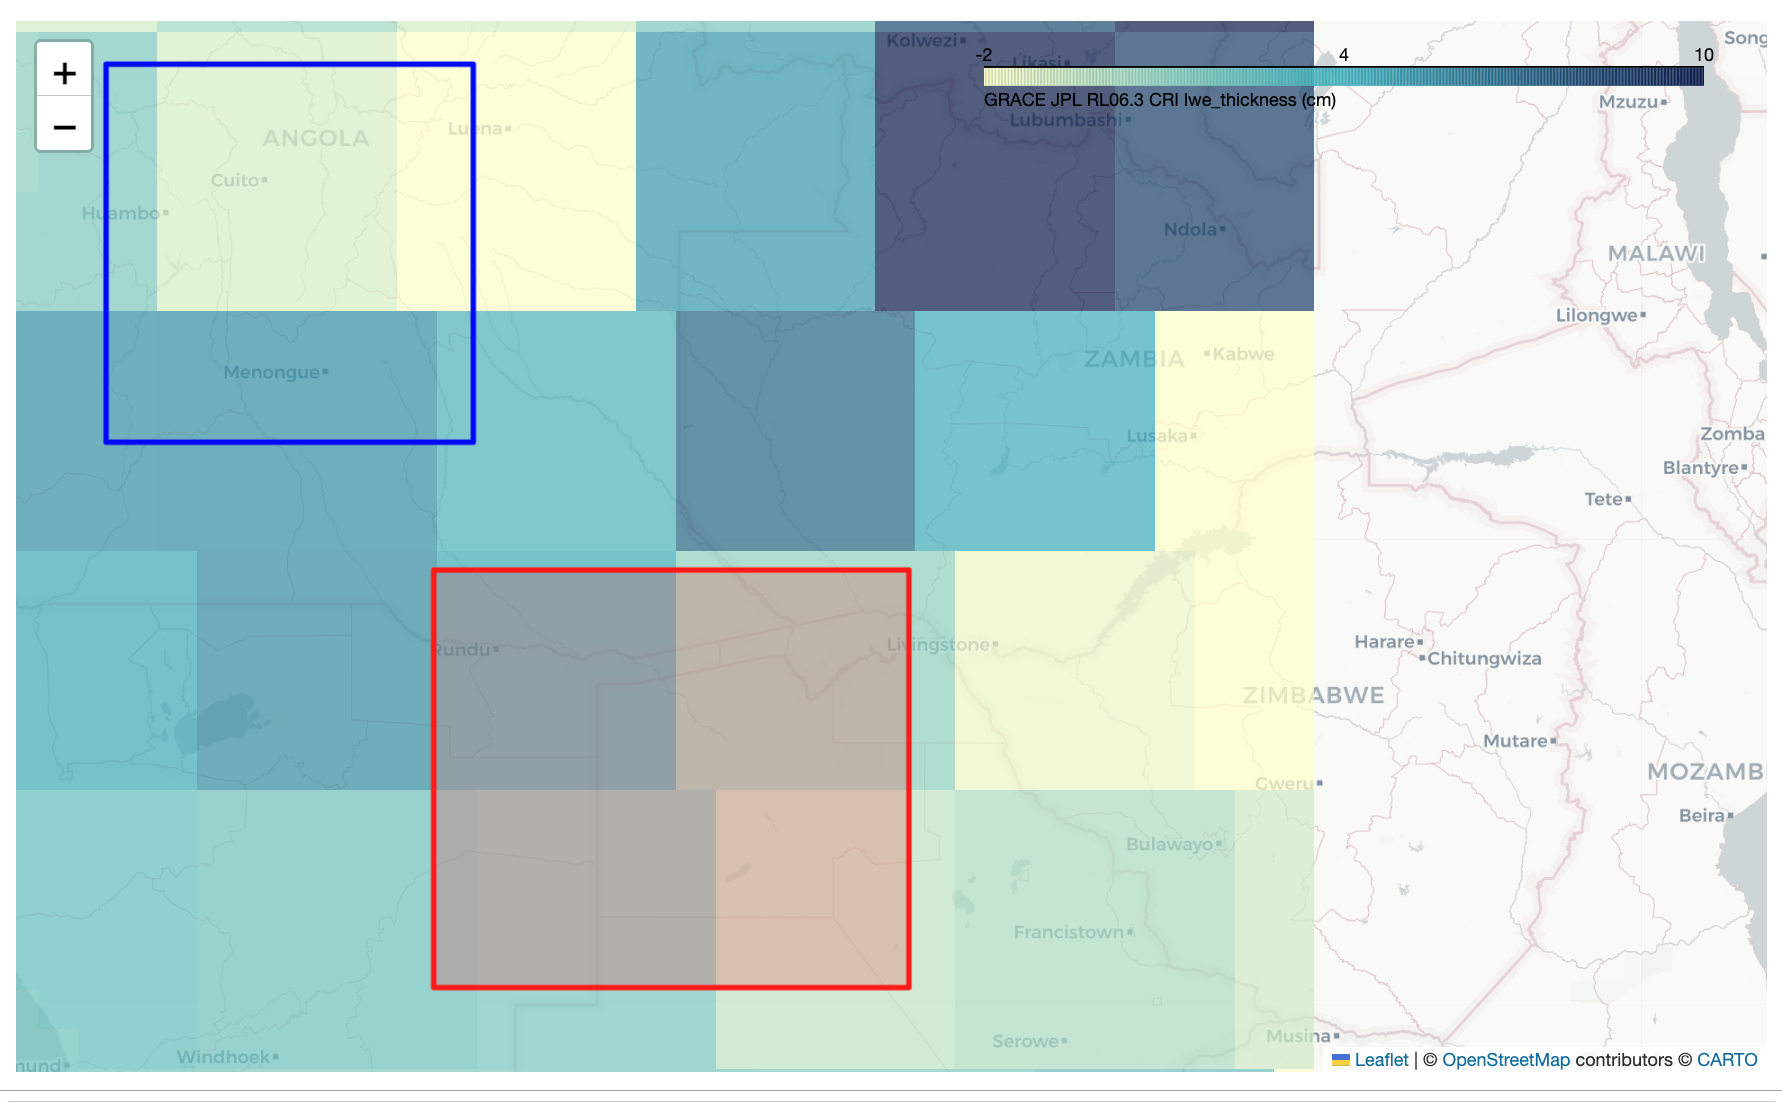 +
−
-2 4 10
GRACE JPL RL06.3 CRI lwe_thickness (cm)
Kolwezi
Likasi
Song
Mzuzu
Lubumbashi
ANGOLA
Luena
Cuito
Huambo
Ndola
MALAWI
Lilongwe
Menongue
ZAMBIA
Kabwe
Lusaka
Zomba
Blantyre
Tete
Rundu
Livingstone
Harare
Chitungwiza
ZIMBABWE
Mutare
MOZAMB
Gweru
Beira
Bulawayo
Francistown
Serowe
Musina
Windhoek
mund
Leaflet | © OpenStreetMap contributors © CARTO